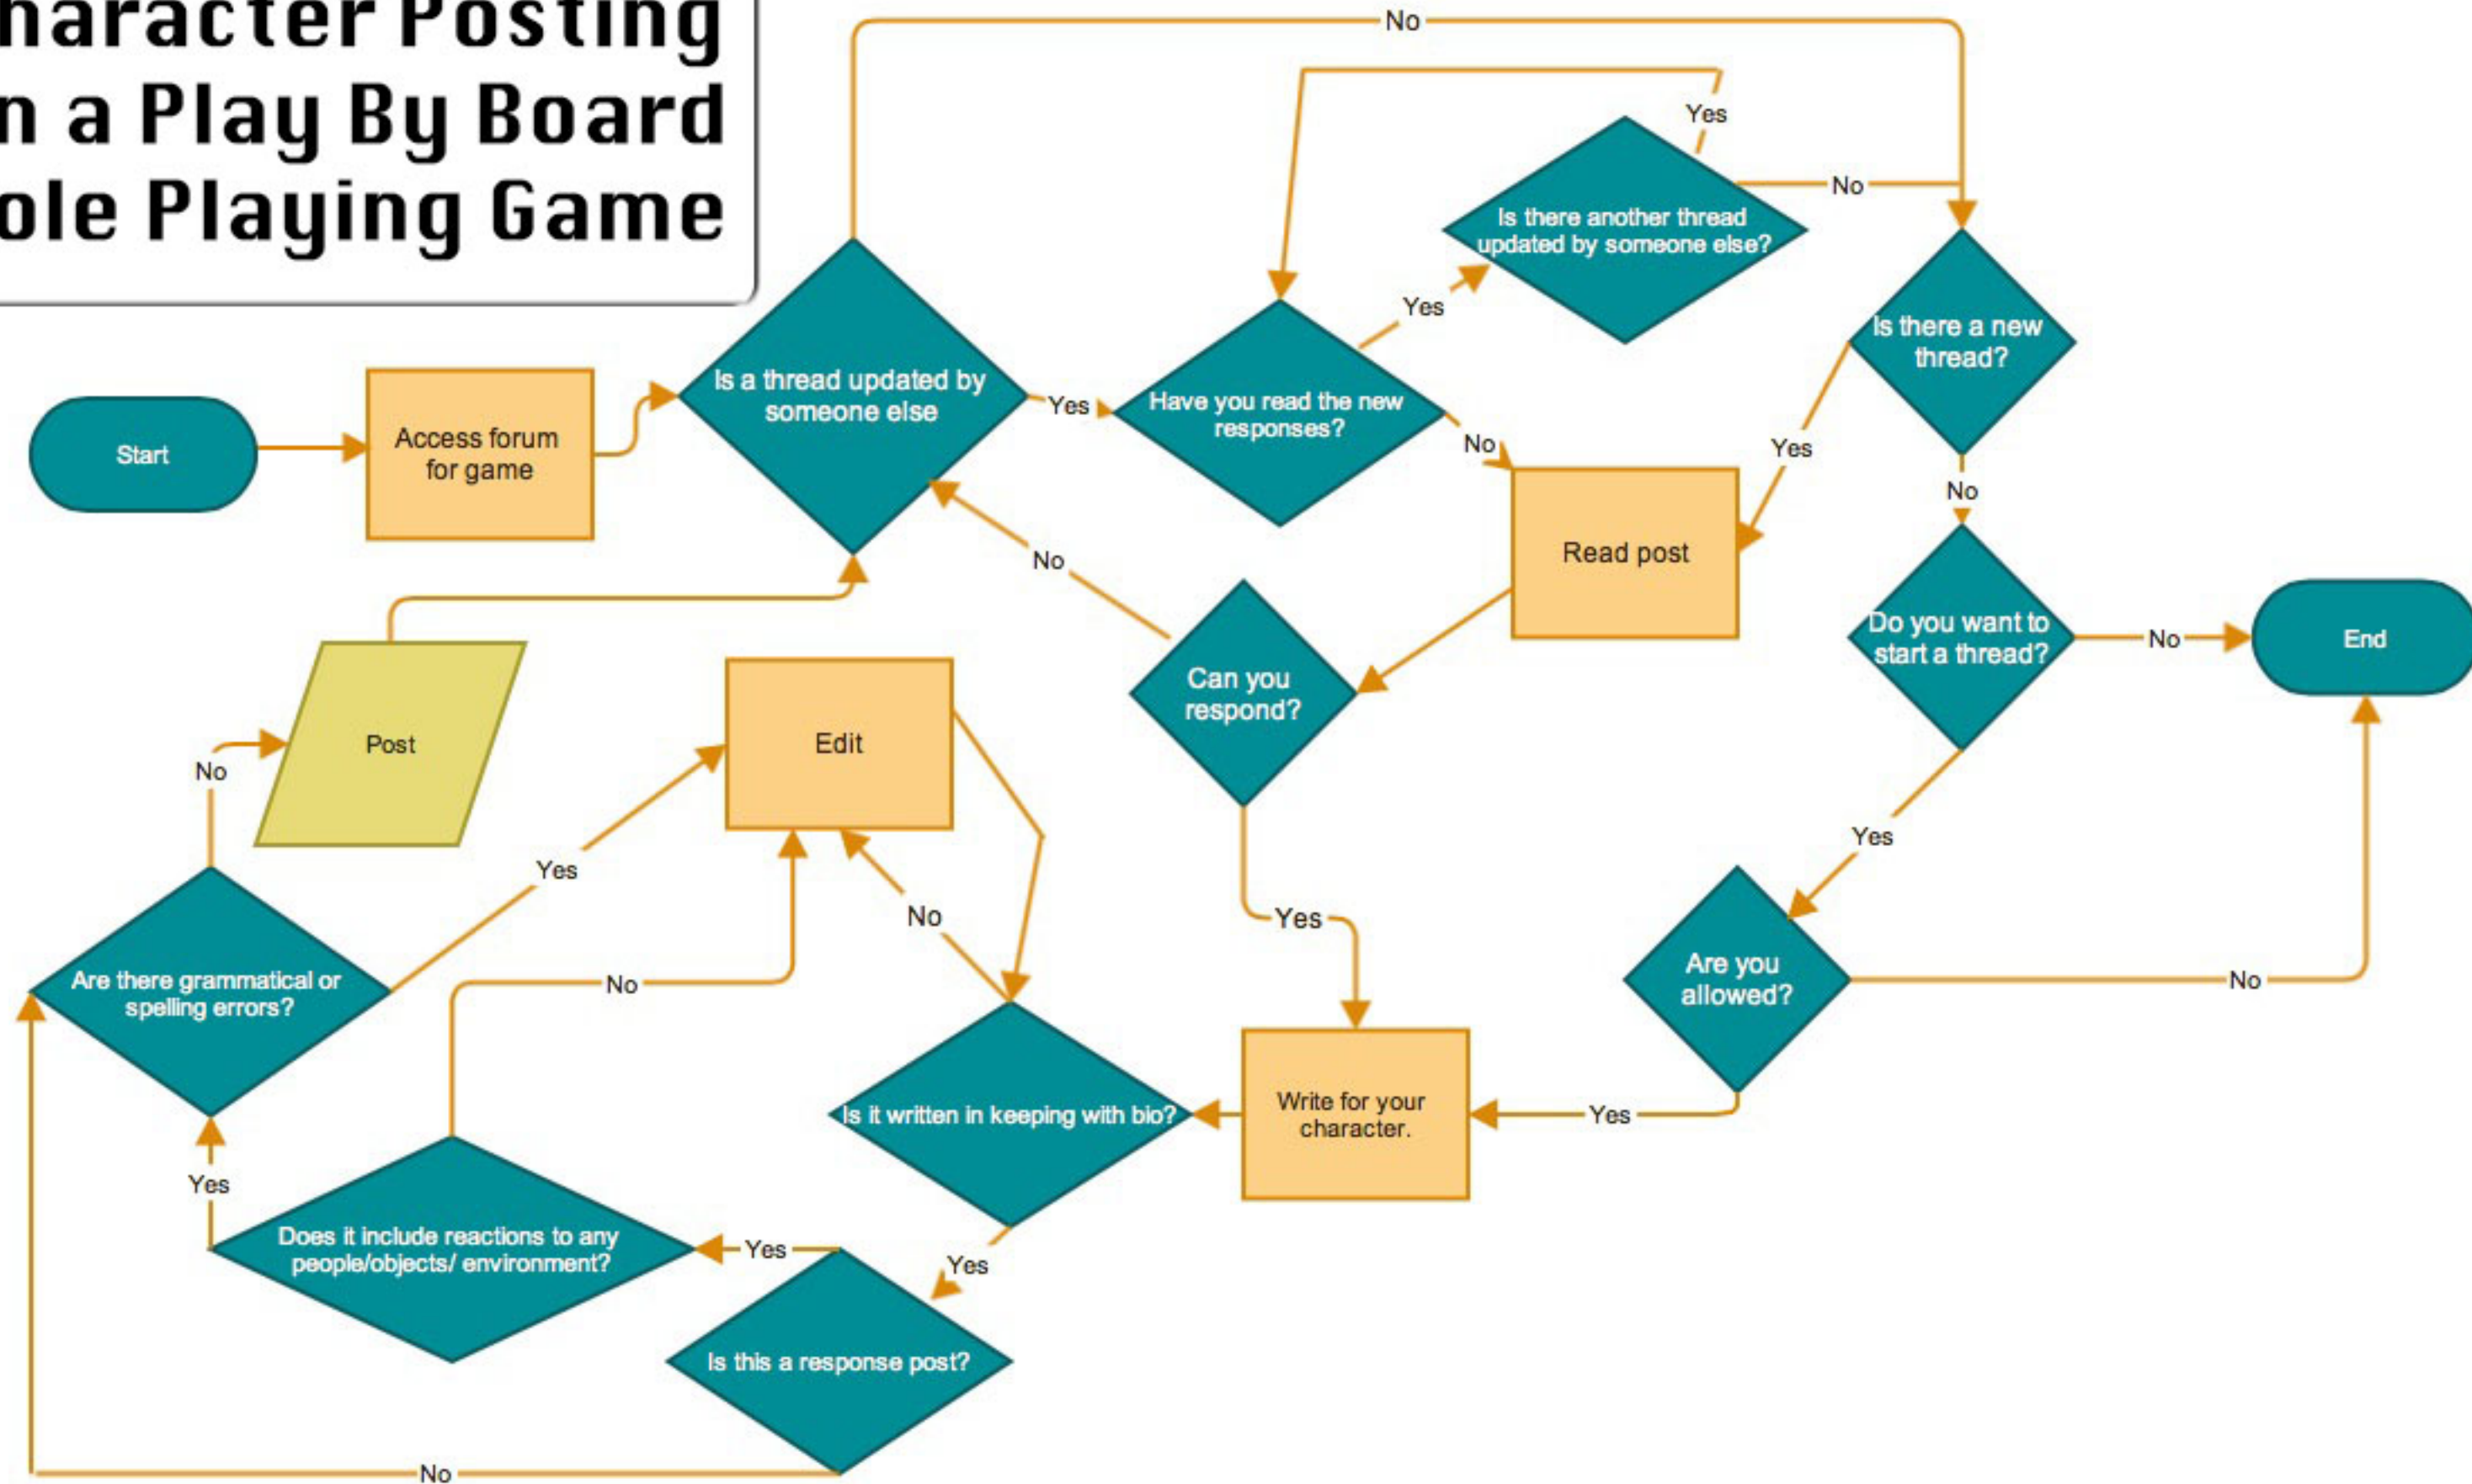 haracter Posting
n a Play By Board
ole Playing Game
No
Yes
No
Is there another thread
updated by someone else?
Yes
Is there a new
thread?
Is a thread updated by
someone else
Yes
Have you read the new
responses?
No
Yes
Start
Access forum
for game
No
No
Read post
Do you want to
start a thread?
No
End
Can you
respond?
Post
Edit
No
Yes
Yes
No
Yes
Are you
allowed?
No
Are there grammatical or
spelling errors?
No
Write for your
character.
Is it written in keeping with bio?
Yes
Yes
Does it include reactions to any
people/objects/ environment?
Yes
Yes
Is this a response post?
No